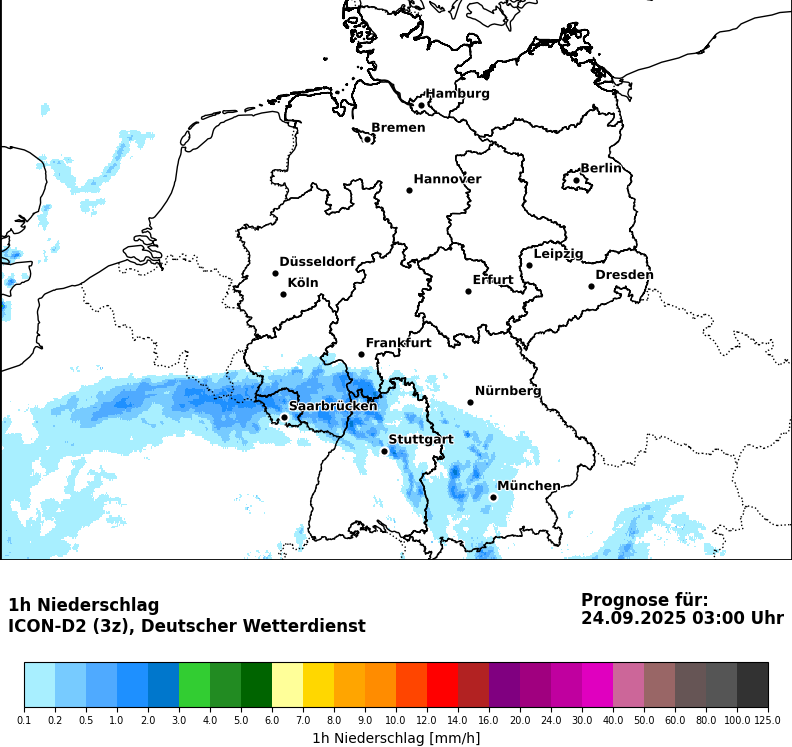 Hamburg
Bremen
Berlin
Hannover
Leipzig
Düsseldorf
Dresden
Köln
Erfurt
Frankfurt
Nürnberg
Saarbrücken
Stuttgart
München
1h Niederschlag
ICON-D2 (3z), Deutscher Wetterdienst
Prognose für:
24.09.2025 03:00 Uhr
0.1 0.2 0.5 1.0 2.0 3.0 4.0 5.0 6.0 7.0 9.0 10.0 12.0 14.0 16.0 20.0 24.0 30.0 40.0 50.0 60.0 80.0 100.0 125.0
1h Niederschlag [mm/h]